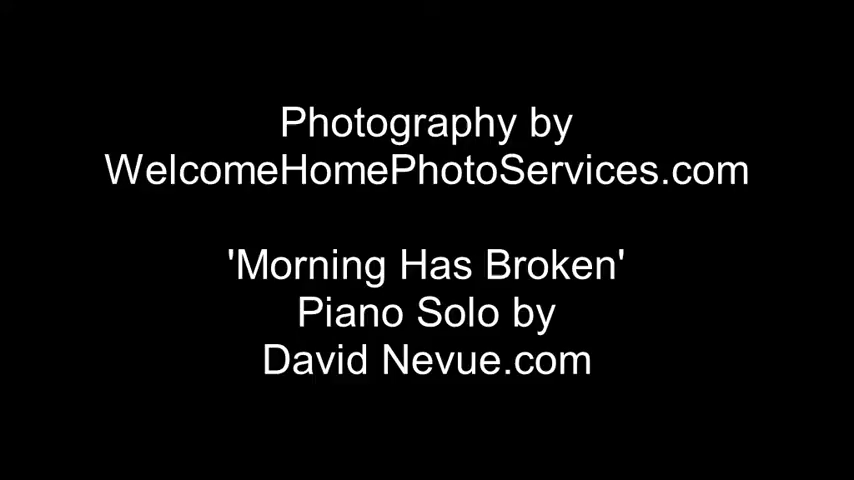 Photography by
WelcomeHomePhotoServices.com
'Morning Has Broken'
Piano Solo by
David Nevue.com